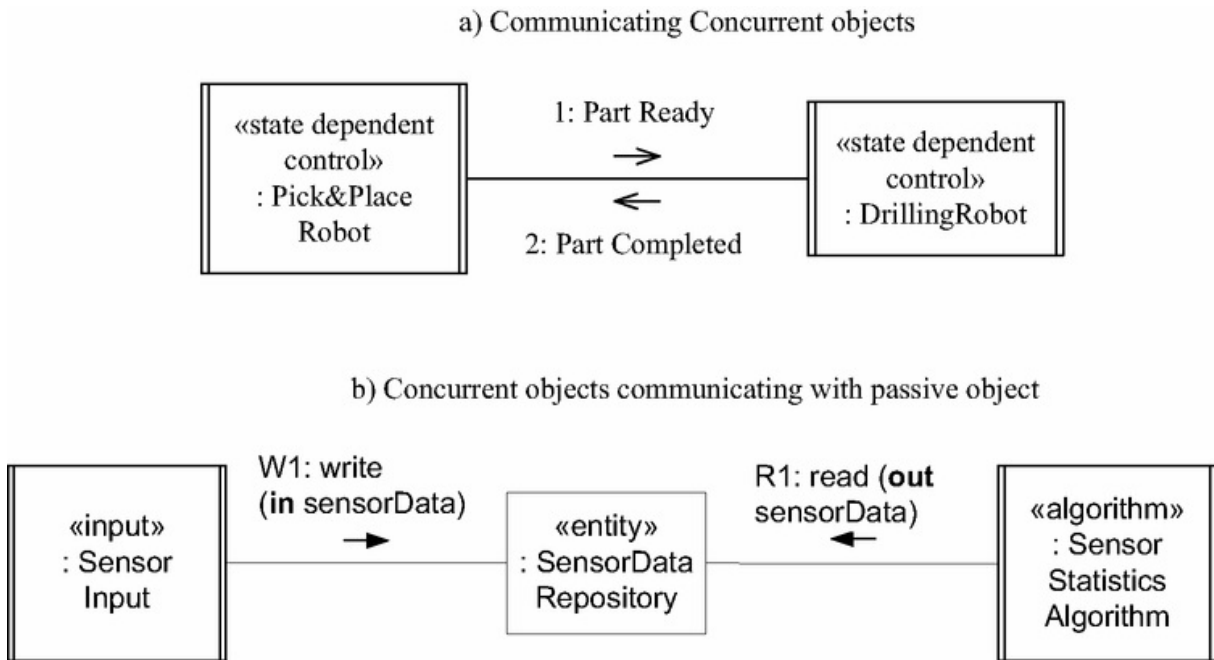 a) Communicating Concurrent objects
«state dependent
control»
: Pick&Place
Robot
1: Part Ready
2: Part Completed
«state dependent
control»
: DrillingRobot
b) Concurrent objects communicating with passive object
«input»
: Sensor
Input
W1: write
(in sensorData)
«entity»
: SensorData
Repository
R1: read (out
sensorData)
«algorithm»
: Sensor
Statistics
Algorithm